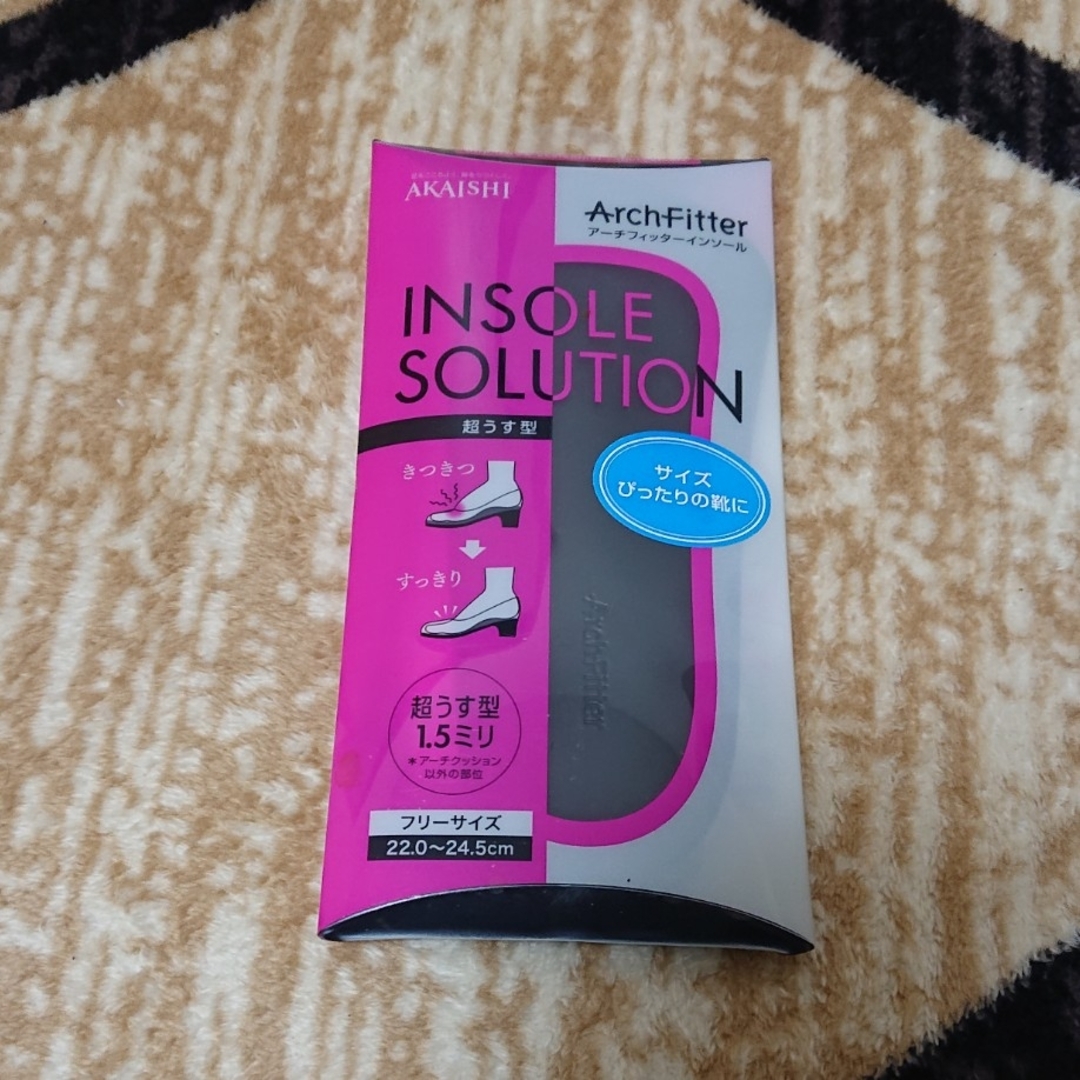 AKAISHI
ArchFitter
アーチフィッターインソール
INSOLE
SOLUTION
超うす型
サイズ
ぴったりの靴に
きつきつ
すっきり
ArchFitter
超うす型
1.5ミリ
*アーチクッション
以外の部位
フリーサイズ
22.0〜24.5cm